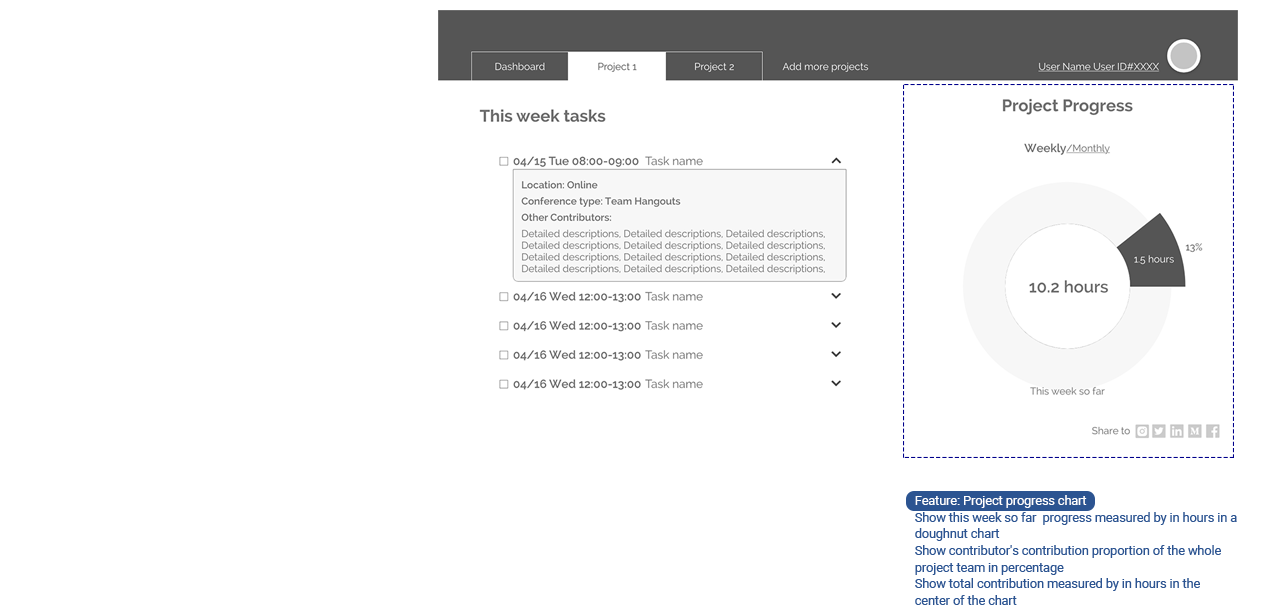 Dashboard
Project 1
Project 2
Add more projects
User Name User ID#XXXX
This week tasks
04/15 Tue 08:00-09:00 Task name
Location: Online
Conference type: Team Hangouts
Other Contributors:
Detailed descriptions, Detailed descriptions, Detailed descriptions,
Detailed descriptions, Detailed descriptions, Detailed descriptions,
Detailed descriptions, Detailed descriptions, Detailed descriptions,
Detailed descriptions, Detailed descriptions, Detailed descriptions,
04/16 Wed 12:00-13:00 Task name
04/16 Wed 12:00-13:00 Task name
04/16 Wed 12:00-13:00 Task name
04/16 Wed 12:00-13:00 Task name
Project Progress
Weekly/Monthly
13%
1.5 hours
10.2 hours
This week so far
Share to
Feature: Project progress chart
Show this week so far progress measured by in hours in a
doughnut chart
Show contributor's contribution proportion of the whole
project team in percentage
Show total contribution measured by in hours in the
center of the chart